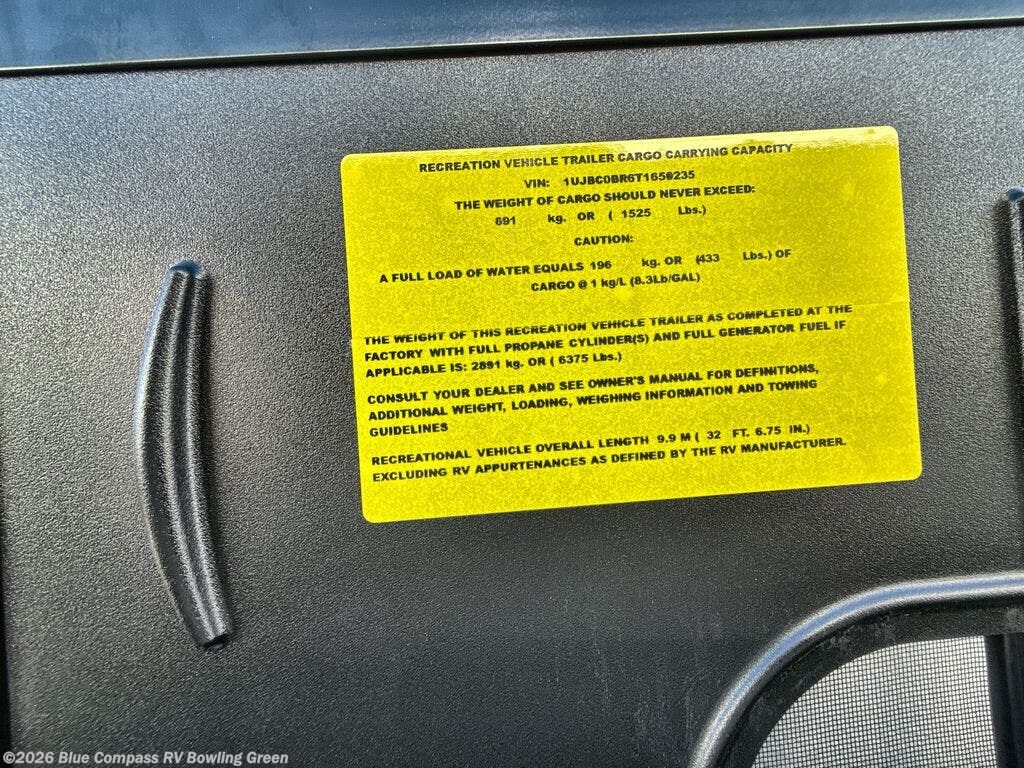 RECREATION VEHICLE TRAILER CARGO CARRYING CAPACITY
VIN: 1UJBC0BR6T1650235
THE WEIGHT OF CARGO SHOULD NEVER EXCEED:
691 kg. OR ( 1525 Lbs.)
CAUTION:
A FULL LOAD OF WATER EQUALS 196 kg. OR (433 Lbs.) OF
CARGO @ 1 kg/L (8.3Lb/GAL)
THE WEIGHT OF THIS RECREATION VEHICLE TRAILER AS COMPLETED AT THE
FACTORY WITH FULL PROPANE CYLINDER(S) AND FULL GENERATOR FUEL IF
APPLICABLE IS: 2891 kg. OR ( 6375 Lbs.)
CONSULT YOUR DEALER AND SEE OWNER'S MANUAL FOR DEFINITIONS,
ADDITIONAL WEIGHT, LOADING, WEIGHING INFORMATION AND TOWING
GUIDELINES
RECREATIONAL VEHICLE OVERALL LENGTH 9.9 M ( 32 FT. 6.75 IN.)
EXCLUDING RV APPURTENANCES AS DEFINED BY THE RV MANUFACTURER.
©2026 Blue Compass RV Bowling Green